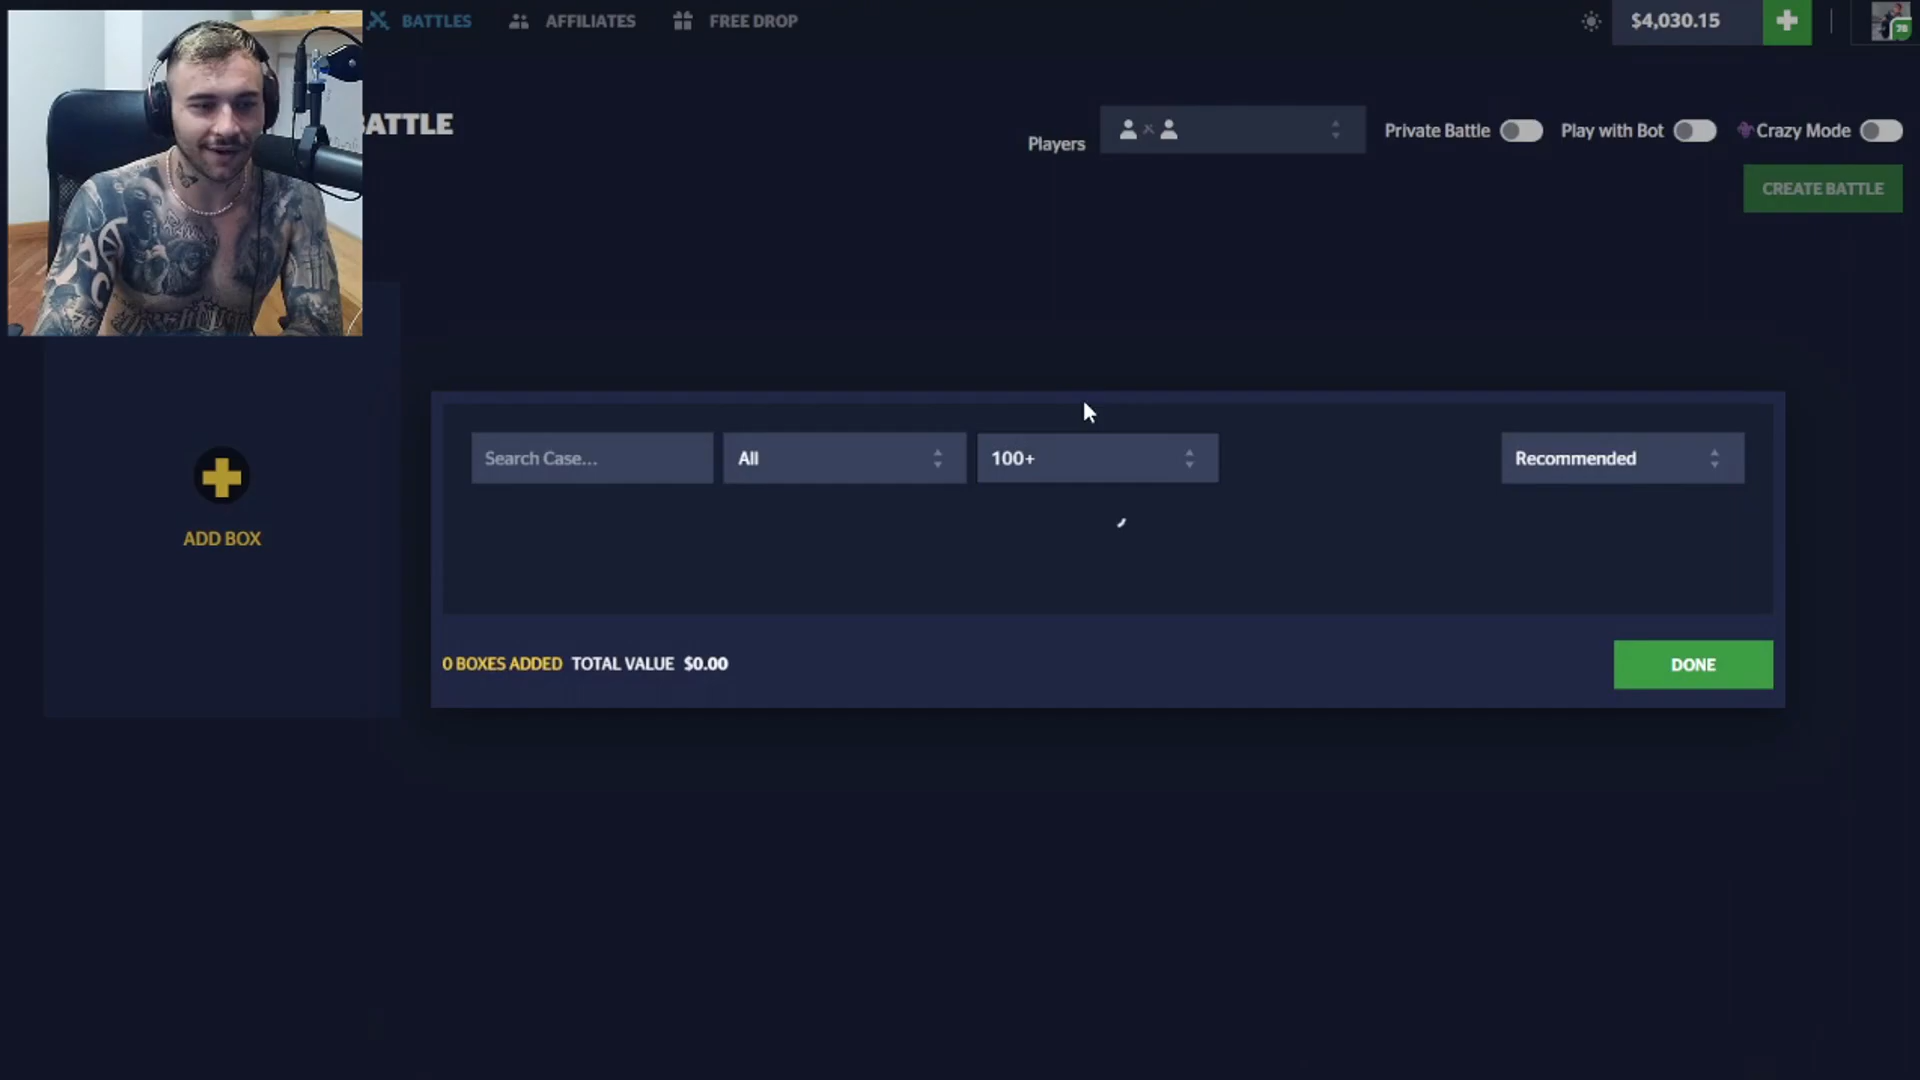 BATTLES AFFILIATES FREE DROP $4,030.15
ATTLE
Players Private Battle Play with Bot Crazy Mode
CREATE BATTLE
Search Case... All 100+ Recommended
ADD BOX
0 BOXES ADDED TOTAL VALUE $0.00 DONE